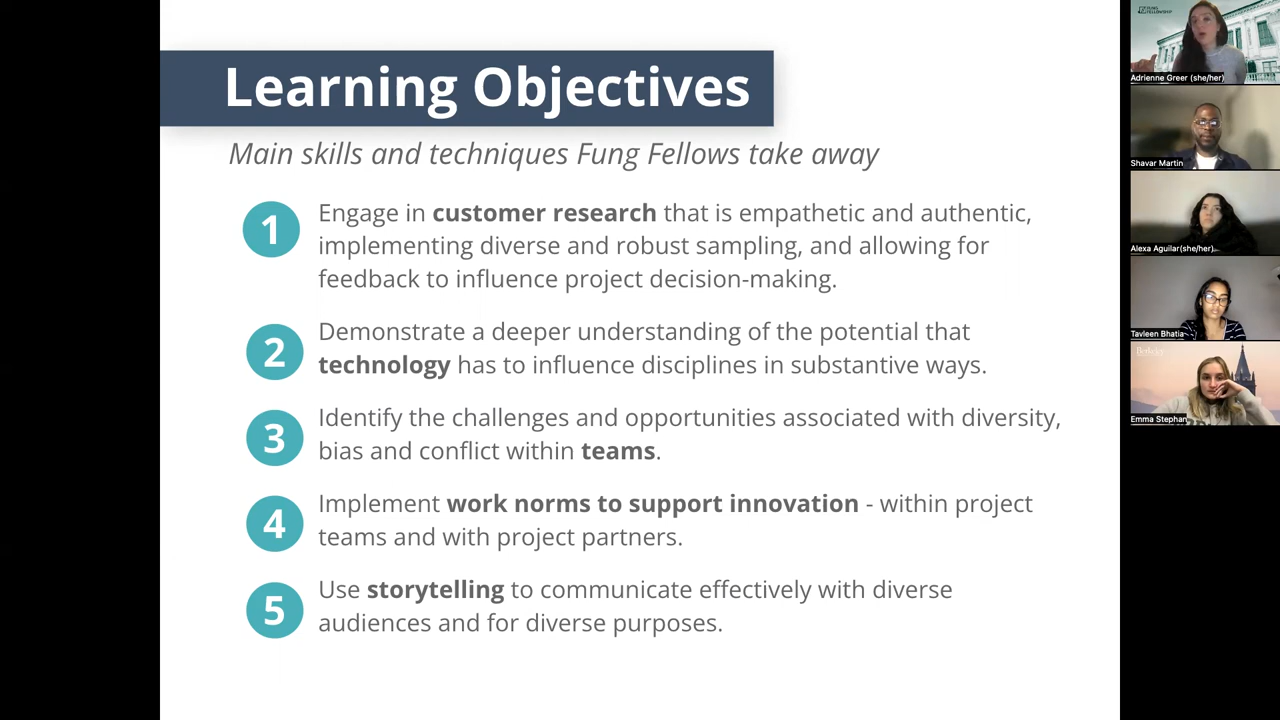 Learning Objectives
Main skills and techniques Fung Fellows take away
1
Engage in customer research that is empathetic and authentic,
implementing diverse and robust sampling, and allowing for
feedback to influence project decision-making.
2
Demonstrate a deeper understanding of the potential that
technology has to influence disciplines in substantive ways.
3
Identify the challenges and opportunities associated with diversity,
bias and conflict within teams.
4
Implement work norms to support innovation - within project
teams and with project partners.
5
Use storytelling to communicate effectively with diverse
audiences and for diverse purposes.
FUNG
FELLOWSHIP
Adrienne Greer (she/her)
Shavar Martin
Alexa Aguilar(she/her)
Tavleen Bhatia
Berkeley
Emma Stephan